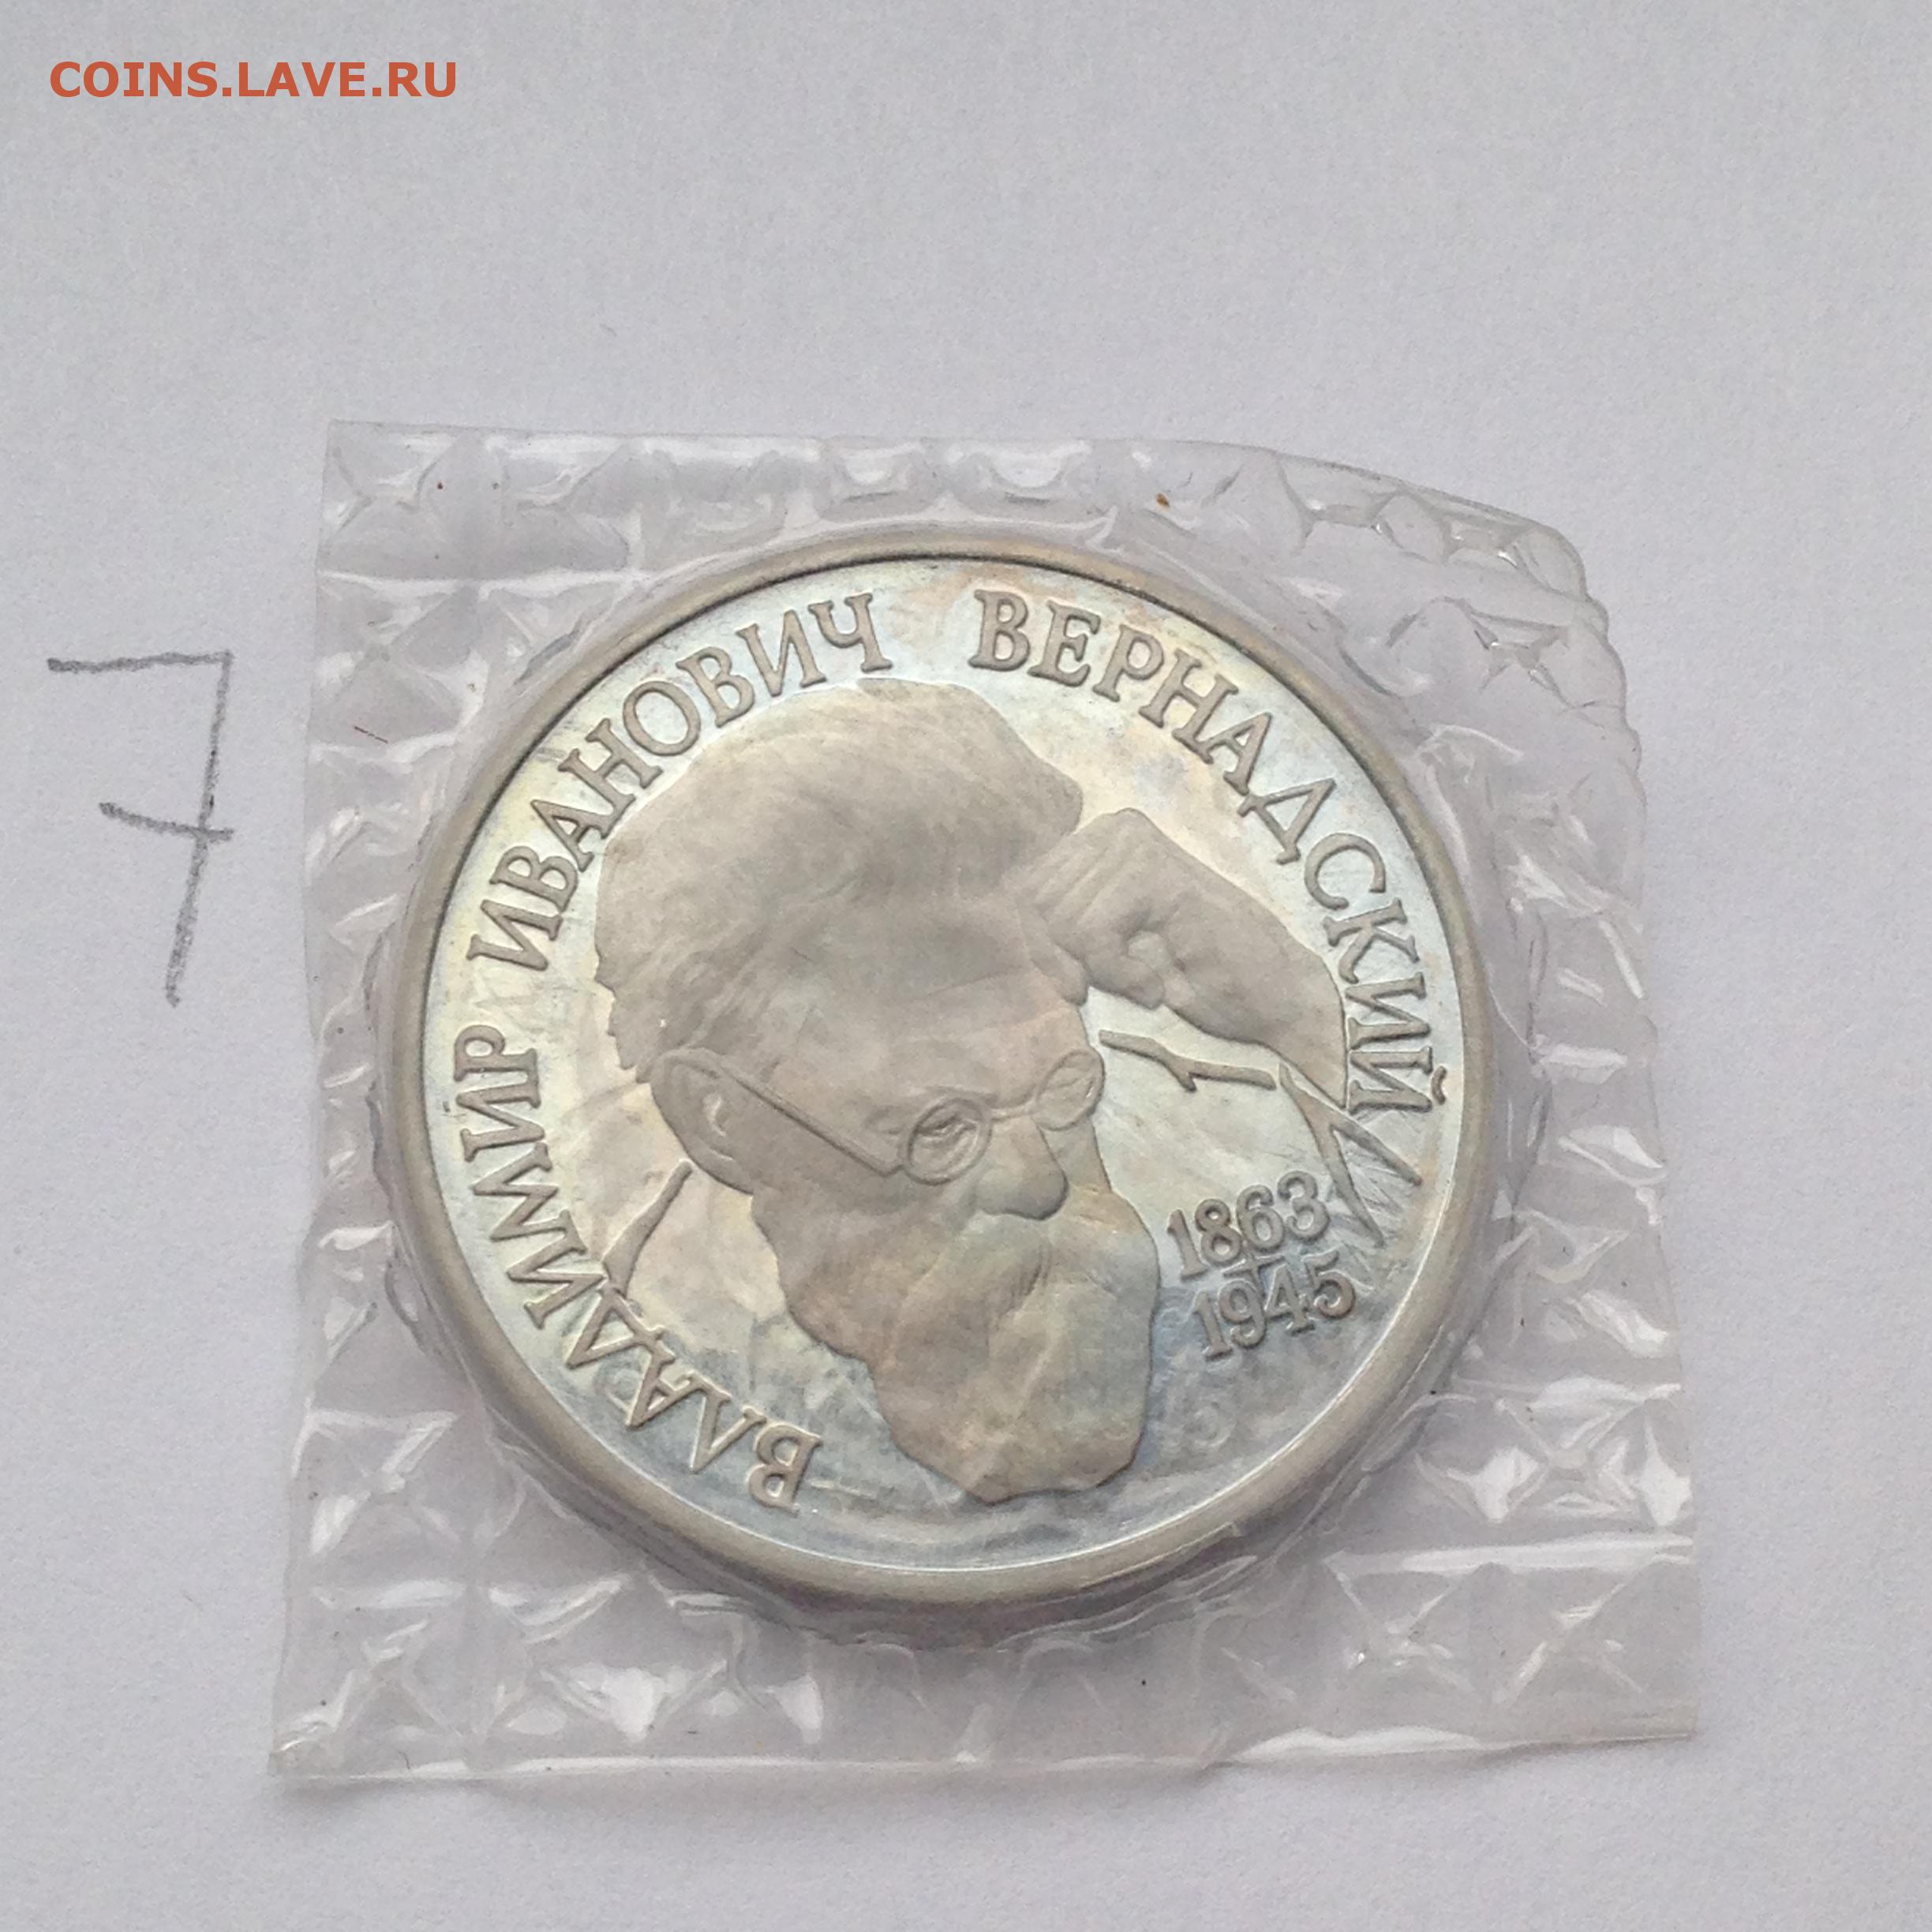 COINS.LAVE.RU
7
ВЛАДИМИР ИВАНОВИЧ ВЕРНАДСКИЙ
1863
1945